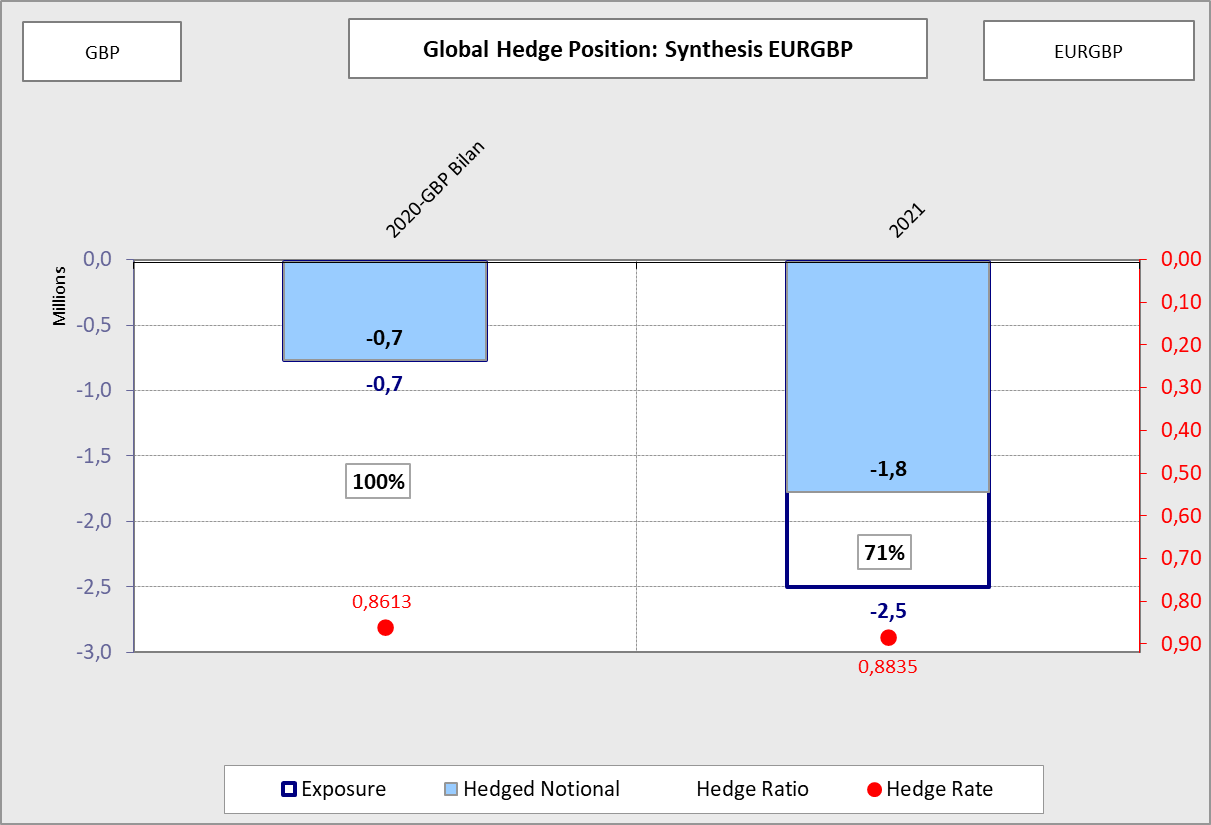 GBP
Global Hedge Position: Synthesis EURGBP
EURGBP
2020-GBP Bilan
2021
Millions
0,0
-0,5
-1,0
-1,5
-2,0
-2,5
-3,0
-0,7
-0,7
100%
0,8613
-1,8
71%
-2,5
0,8835
0,00
0,10
0,20
0,30
0,40
0,50
0,60
0,70
0,80
0,90
Exposure
Hedged Notional
Hedge Ratio
Hedge Rate